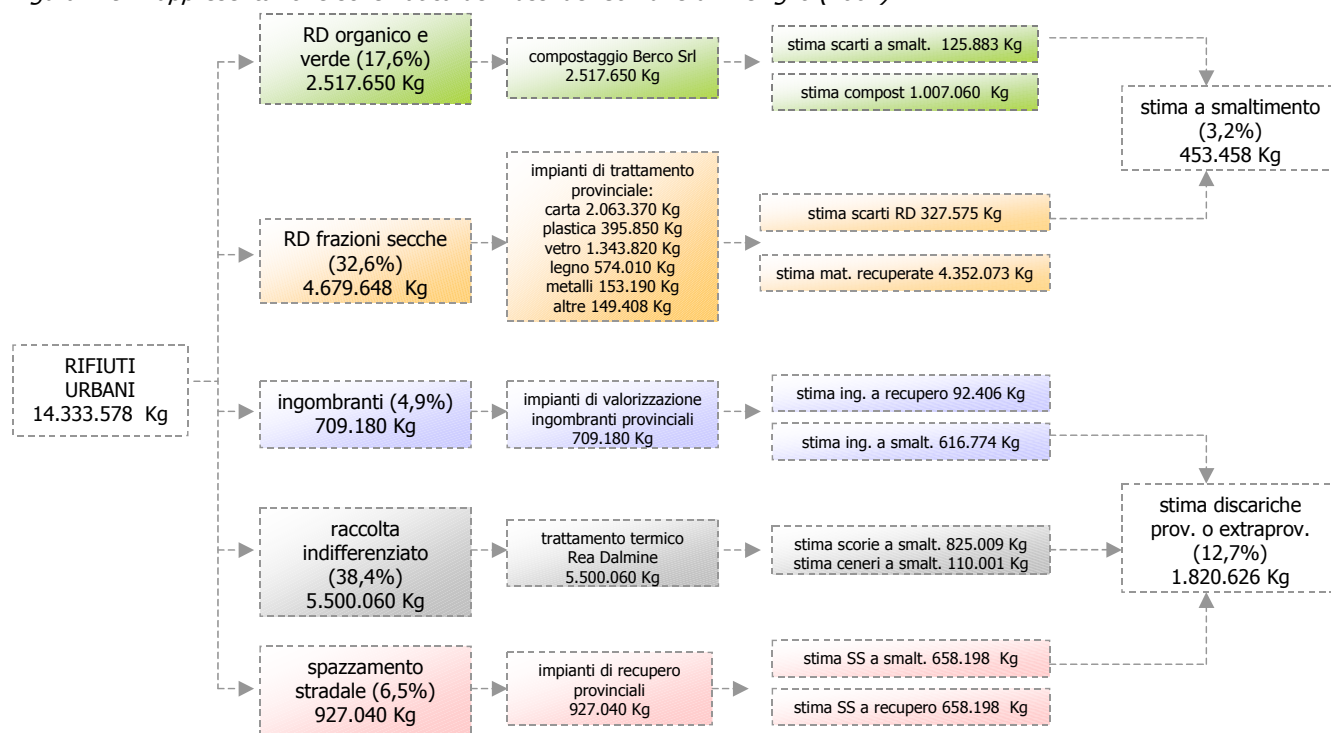 RD organico e
verde (17,6%)
2.517.650 Kg
compostaggio Berco Srl
2.517.650 Kg
stima scarti a smalt. 125.883 Kg
stima compost 1.007.060 Kg
stima a smaltimento
(3,2%)
453.458 Kg
RD frazioni secche
(32,6%)
4.679.648 Kg
impianti di trattamento
provinciale:
carta 2.063.370 Kg
plastica 395.850 Kg
vetro 1.343.820 Kg
legno 574.010 Kg
metalli 153.190 Kg
altre 149.408 Kg
stima scarti RD 327.575 Kg
stima mat. recuperate 4.352.073 Kg
RIFIUTI
URBANI
14.333.578 Kg
ingombranti (4,9%)
709.180 Kg
impianti di valorizzazione
ingombranti provinciali
709.180 Kg
stima ing. a recupero 92.406 Kg
stima ing. a smalt. 616.774 Kg
raccolta
indifferenziato
(38,4%)
5.500.060 Kg
trattamento termico
Rea Dalmine
5.500.060 Kg
stima scorie a smalt. 825.009 Kg
stima ceneri a smalt. 110.001 Kg
stima discariche
prov. o extraprov.
(12,7%)
1.820.626 Kg
spazzamento
stradale (6,5%)
927.040 Kg
impianti di recupero
provinciali
927.040 Kg
stima SS a smalt. 658.198 Kg
stima SS a recupero 658.198 Kg